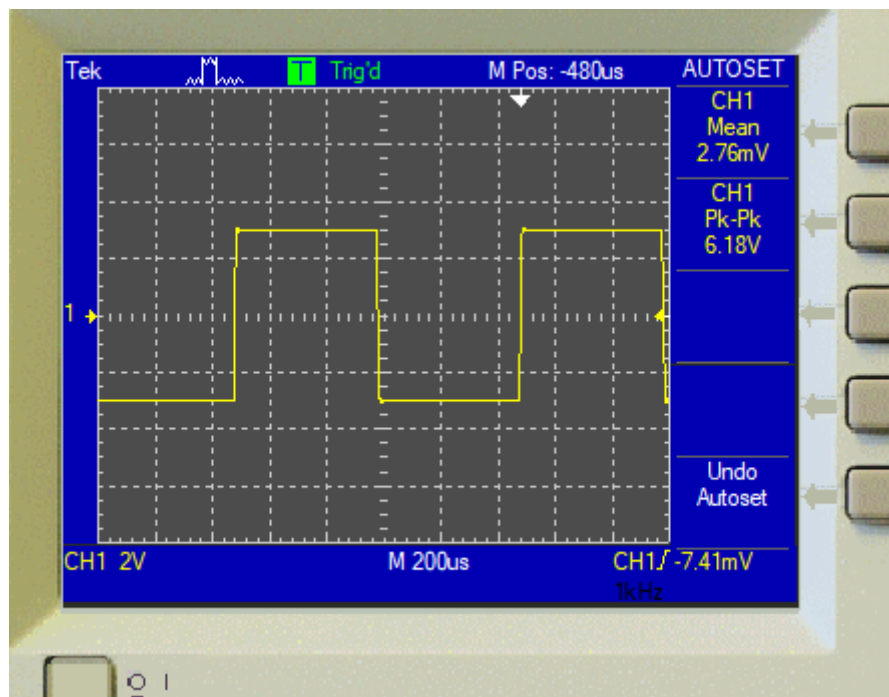 Tek T Trig'd M Pos: -480us AUTOSET
CH1
Mean
2.76mV
CH1
Pk-Pk
6.18V
1
Undo
Autoset
CH1 2V M 200us CH1 -7.41mV
1kHz